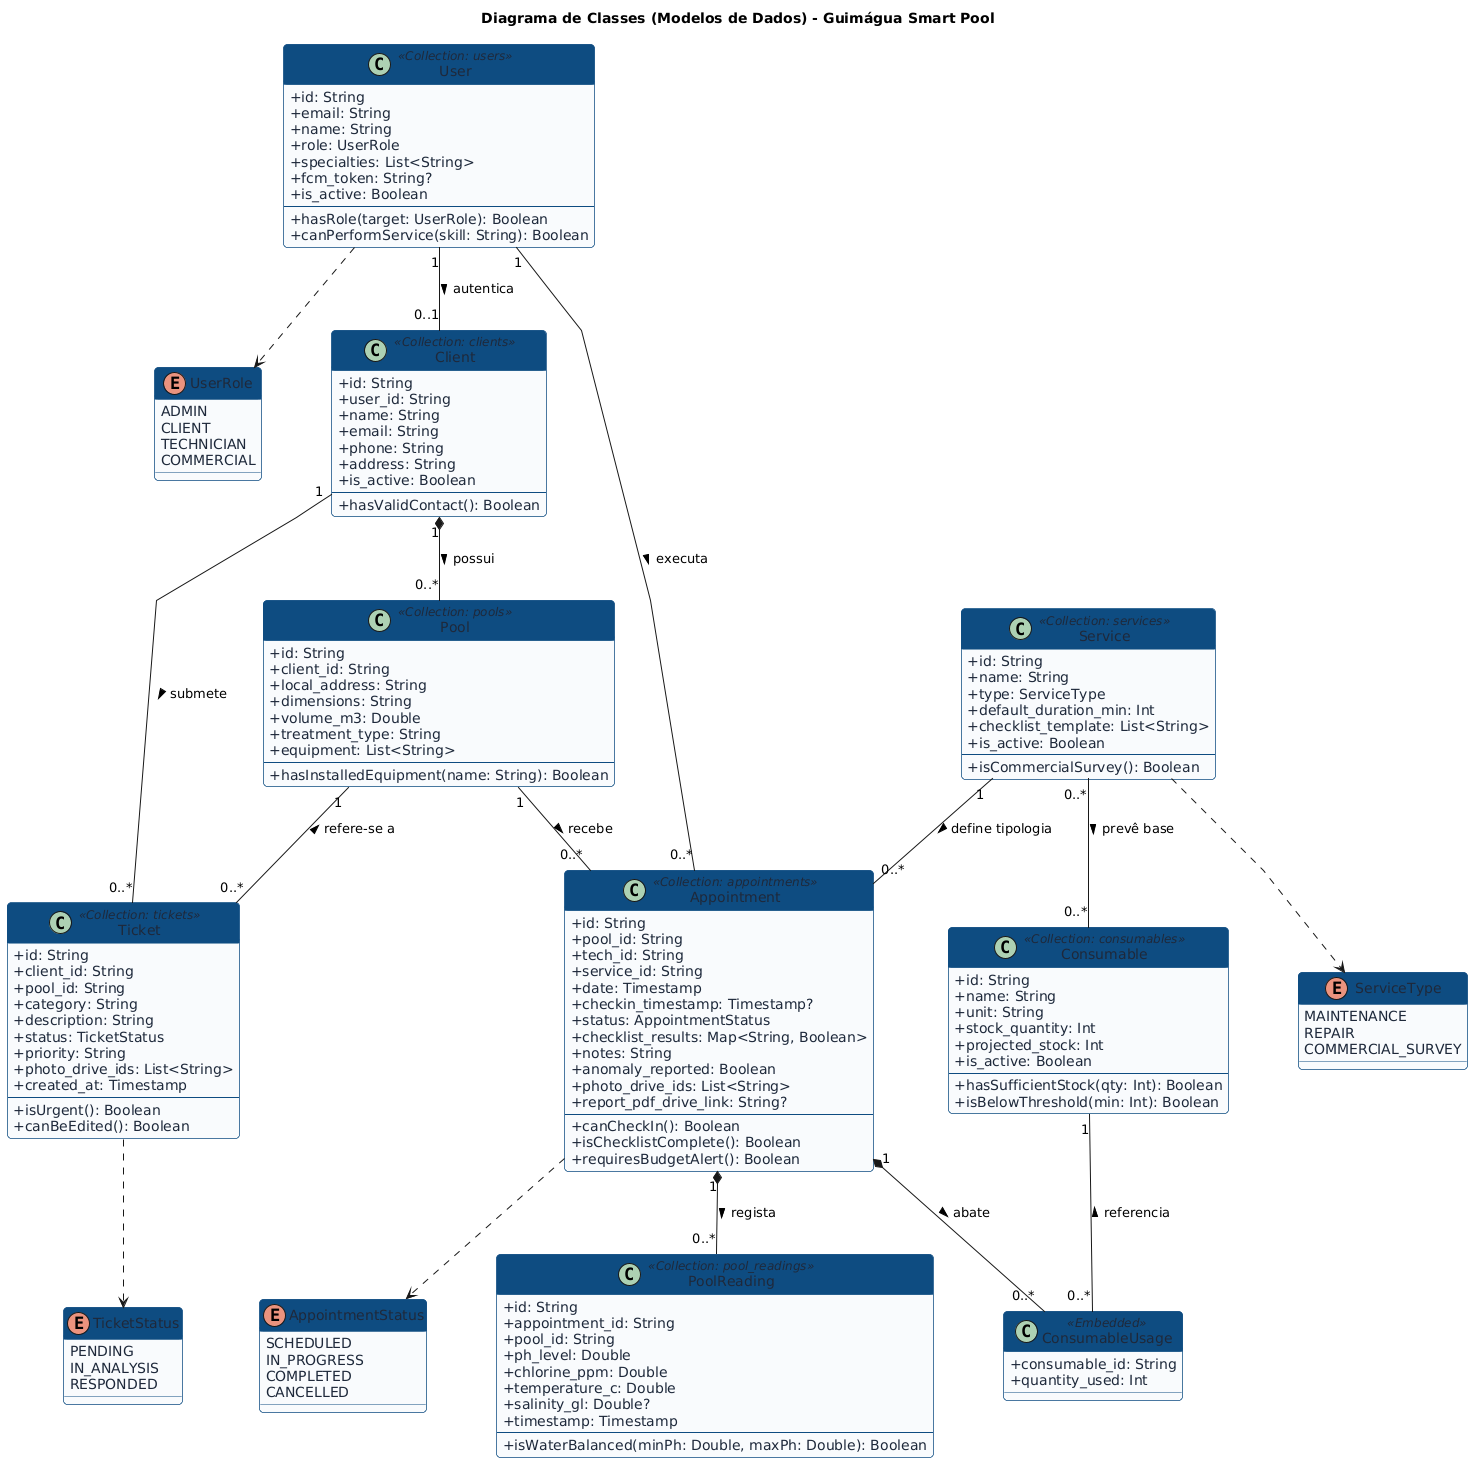 Diagrama de Classes (Modelos de Dados) - Guimágua Smart Pool
C
«Collection: users»
User
+id: String
+email: String
+name: String
+role: UserRole
+specialties: List<String>
+fcm_token: String?
+is_active: Boolean
+hasRole(target: UserRole): Boolean
+canPerformService(skill: String): Boolean
1
1
autentica
0..1
E
UserRole
ADMIN
CLIENT
TECHNICIAN
COMMERCIAL
C
«Collection: clients»
Client
+id: String
+user_id: String
+name: String
+email: String
+phone: String
+address: String
+is_active: Boolean
+hasValidContact(): Boolean
1
1
possui
0..*
executa
submete
C
«Collection: pools»
Pool
+id: String
+client_id: String
+local_address: String
+dimensions: String
+volume_m3: Double
+treatment_type: String
+equipment: List<String>
+hasInstalledEquipment(name: String): Boolean
C
«Collection: services»
Service
+id: String
+name: String
+type: ServiceType
+default_duration_min: Int
+checklist_template: List<String>
+is_active: Boolean
+isCommercialSurvey(): Boolean
1
refere-se a
0..*
1
recebe
0..*
0..*
1
define tipologia
0..*
0..*
prevê base
0..*
0..*
C
«Collection: tickets»
Ticket
+id: String
+client_id: String
+pool_id: String
+category: String
+description: String
+status: TicketStatus
+priority: String
+photo_drive_ids: List<String>
+created_at: Timestamp
+isUrgent(): Boolean
+canBeEdited(): Boolean
C
«Collection: appointments»
Appointment
+id: String
+pool_id: String
+tech_id: String
+service_id: String
+date: Timestamp
+checkin_timestamp: Timestamp?
+status: AppointmentStatus
+checklist_results: Map<String, Boolean>
+notes: String
+anomaly_reported: Boolean
+photo_drive_ids: List<String>
+report_pdf_drive_link: String?
+canCheckIn(): Boolean
+isChecklistComplete(): Boolean
+requiresBudgetAlert(): Boolean
C
«Collection: consumables»
Consumable
+id: String
+name: String
+unit: String
+stock_quantity: Int
+projected_stock: Int
+is_active: Boolean
+hasSufficientStock(qty: Int): Boolean
+isBelowThreshold(min: Int): Boolean
E
ServiceType
MAINTENANCE
REPAIR
COMMERCIAL_SURVEY
1
regista
0..*
1
abate
0..*
1
referencia
0..*
E
TicketStatus
PENDING
IN_ANALYSIS
RESPONDED
E
AppointmentStatus
SCHEDULED
IN_PROGRESS
COMPLETED
CANCELLED
C
«Collection: pool_readings»
PoolReading
+id: String
+appointment_id: String
+pool_id: String
+ph_level: Double
+chlorine_ppm: Double
+temperature_c: Double
+salinity_gl: Double?
+timestamp: Timestamp
+isWaterBalanced(minPh: Double, maxPh: Double): Boolean
C
«Embedded»
ConsumableUsage
+consumable_id: String
+quantity_used: Int